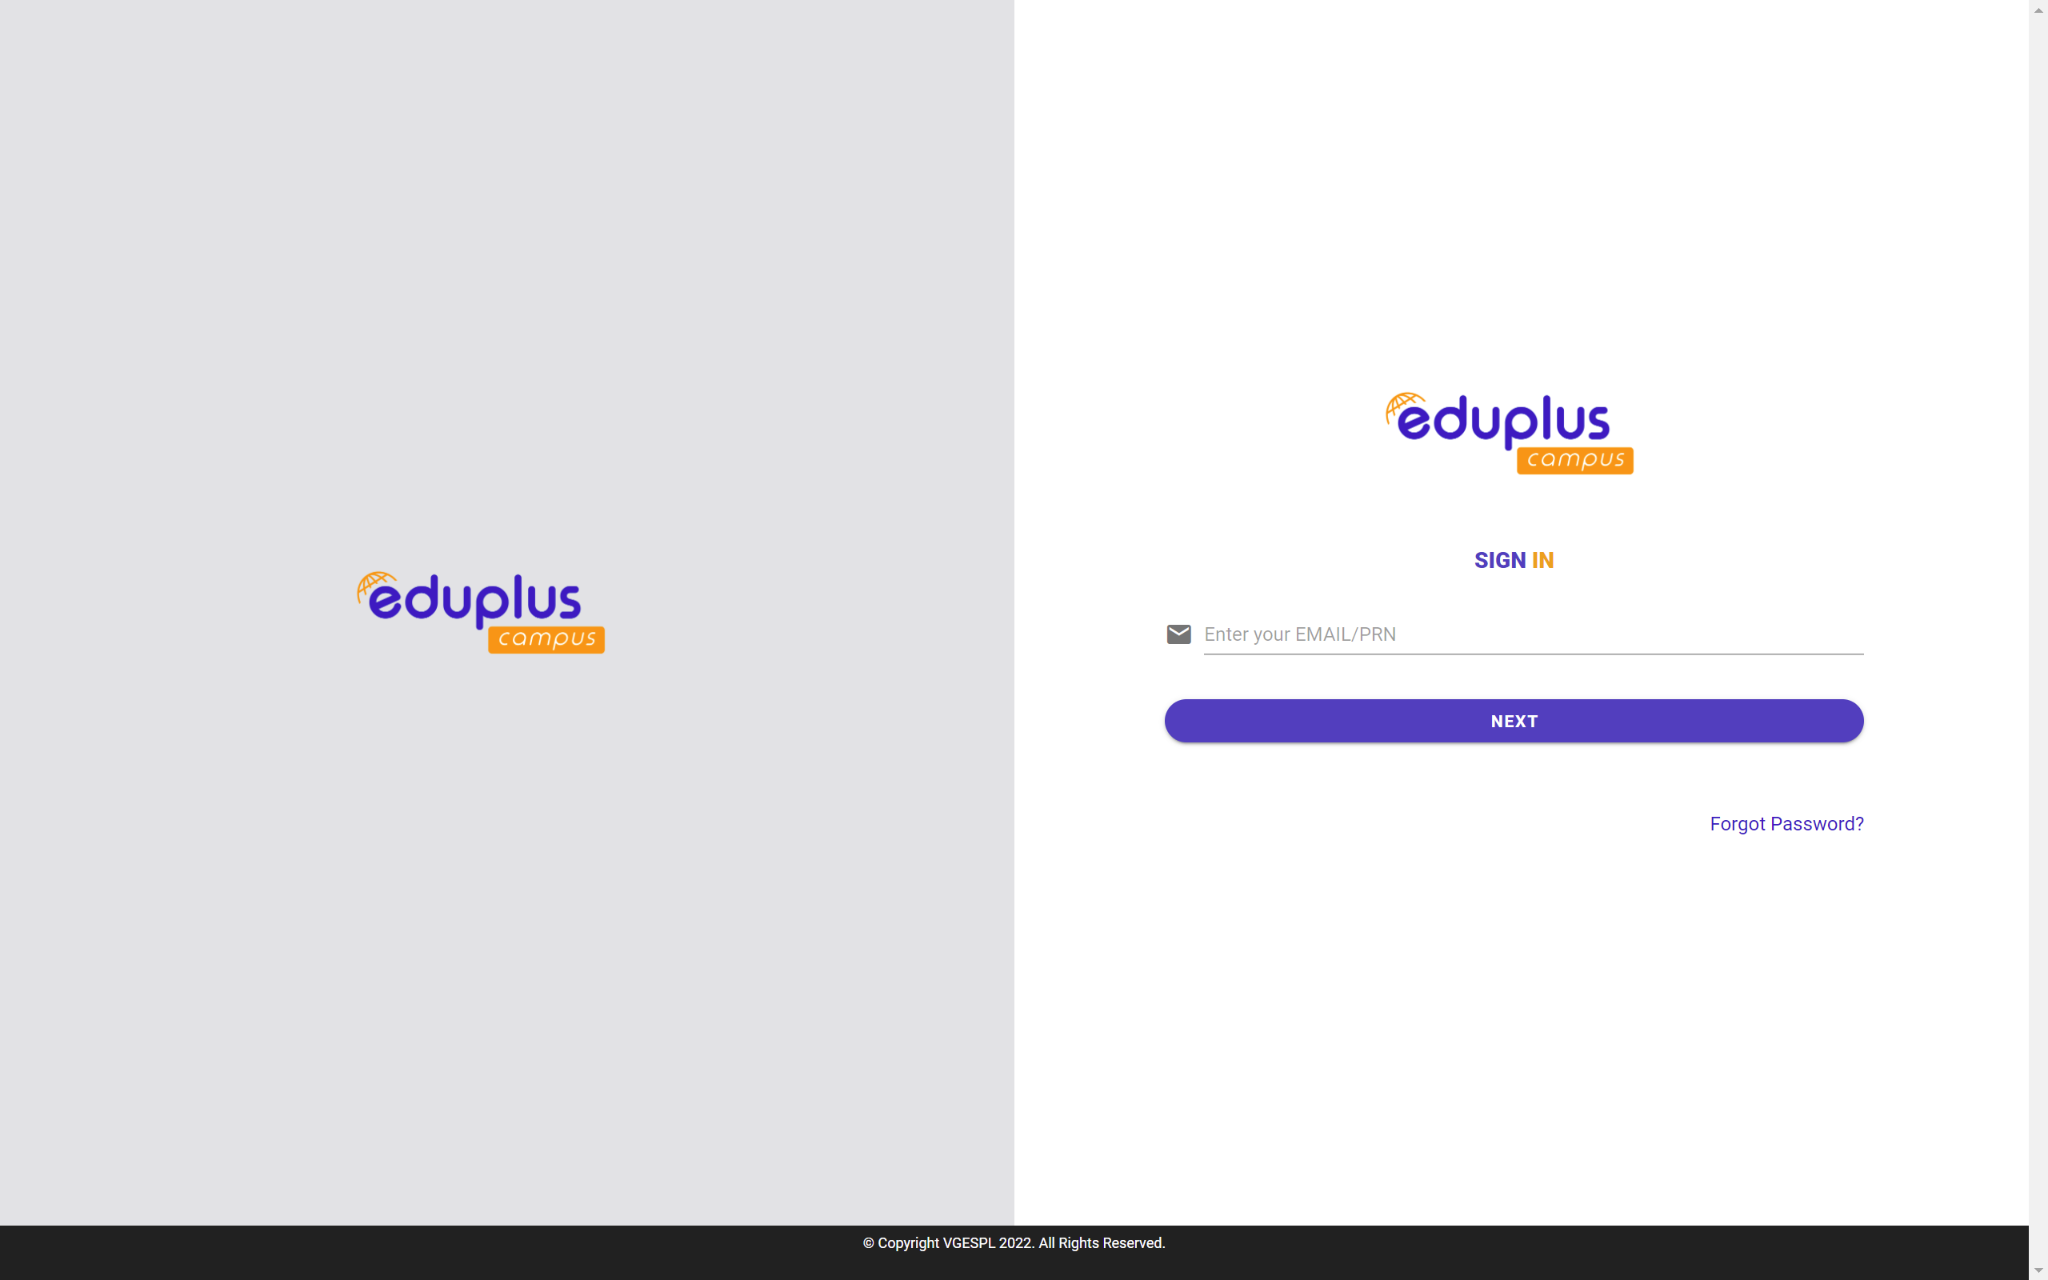 eduplus
campus
eduplus
campus
SIGN IN
Enter your EMAIL/PRN
NEXT
Forgot Password?
© Copyright VGESPL 2022. All Rights Reserved.